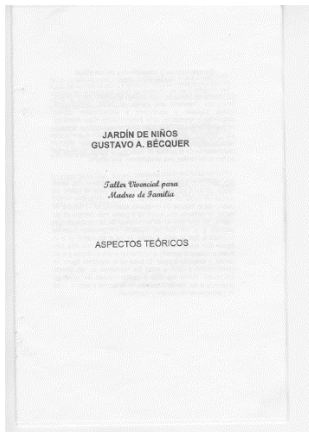 JARDÍN DE NIÑOS
GUSTAVO A. BÉCQUER
Taller Vivencial para
Madres de Familia
ASPECTOS TEÓRICOS